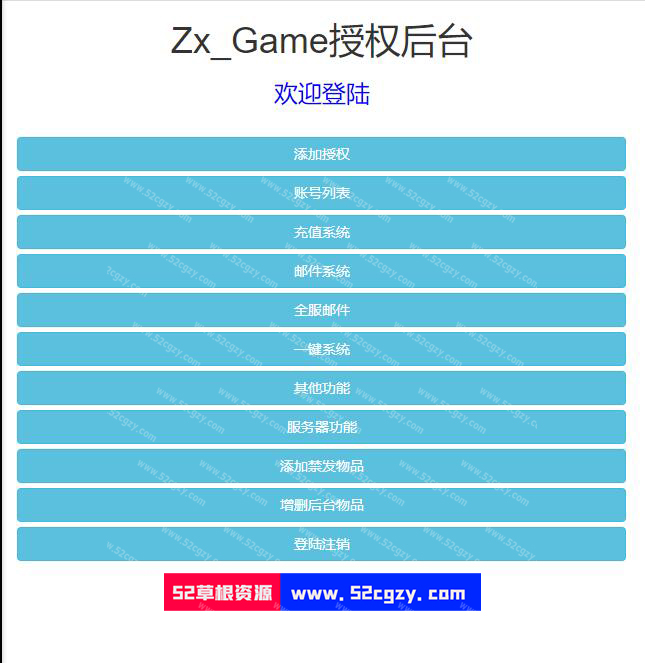 Zx_Game授权后台
欢迎登陆
添加授权
账号列表
充值系统
邮件系统
全服邮件
一键系统
其他功能
服务器功能
添加禁发物品
增删后台物品
登陆注销
52草根资源 www.52cgzy.com